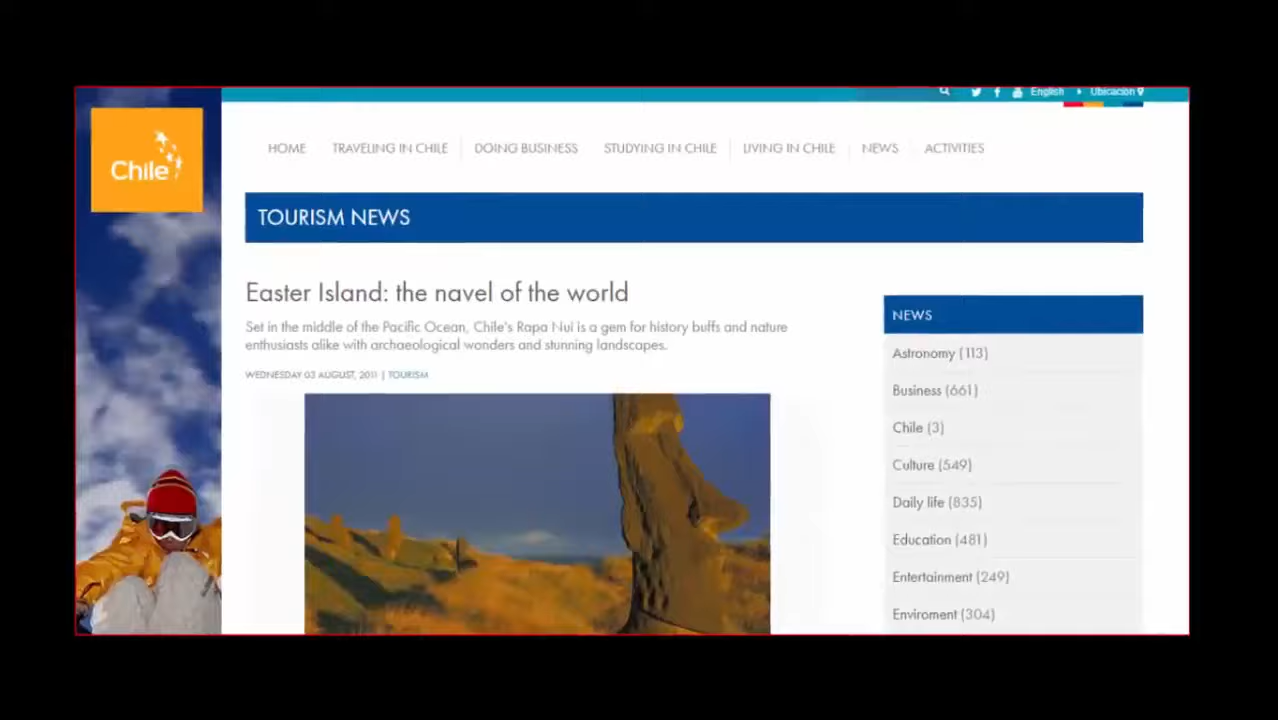 English
Ubicación
Chile
HOME
TRAVELING IN CHILE
DOING BUSINESS
STUDYING IN CHILE
LIVING IN CHILE
NEWS
ACTIVITIES
TOURISM NEWS
Easter Island: the navel of the world
Set in the middle of the Pacific Ocean, Chile's Rapa Nui is a gem for history buffs and nature
enthusiasts alike with archaeological wonders and stunning landscapes.
WEDNESDAY 03 AUGUST, 2011 | TOURISM
NEWS
Astronomy (113)
Business (661)
Chile (3)
Culture (549)
Daily life (835)
Education (481)
Entertainment (249)
Enviroment (304)